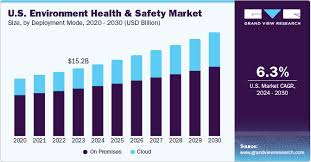 U.S. Environment Health & Safety Market
Size, by Deployment Mode, 2020 - 2030 (USD Billion)
GRAND VIEW RESEARCH
$15.2B
6.3%
U.S. Market CAGR,
2024 - 2030
2020 2021 2022 2023 2024 2025 2026 2027 2028 2029 2030
On Premises Cloud
Source:
www.grandviewresearch.com